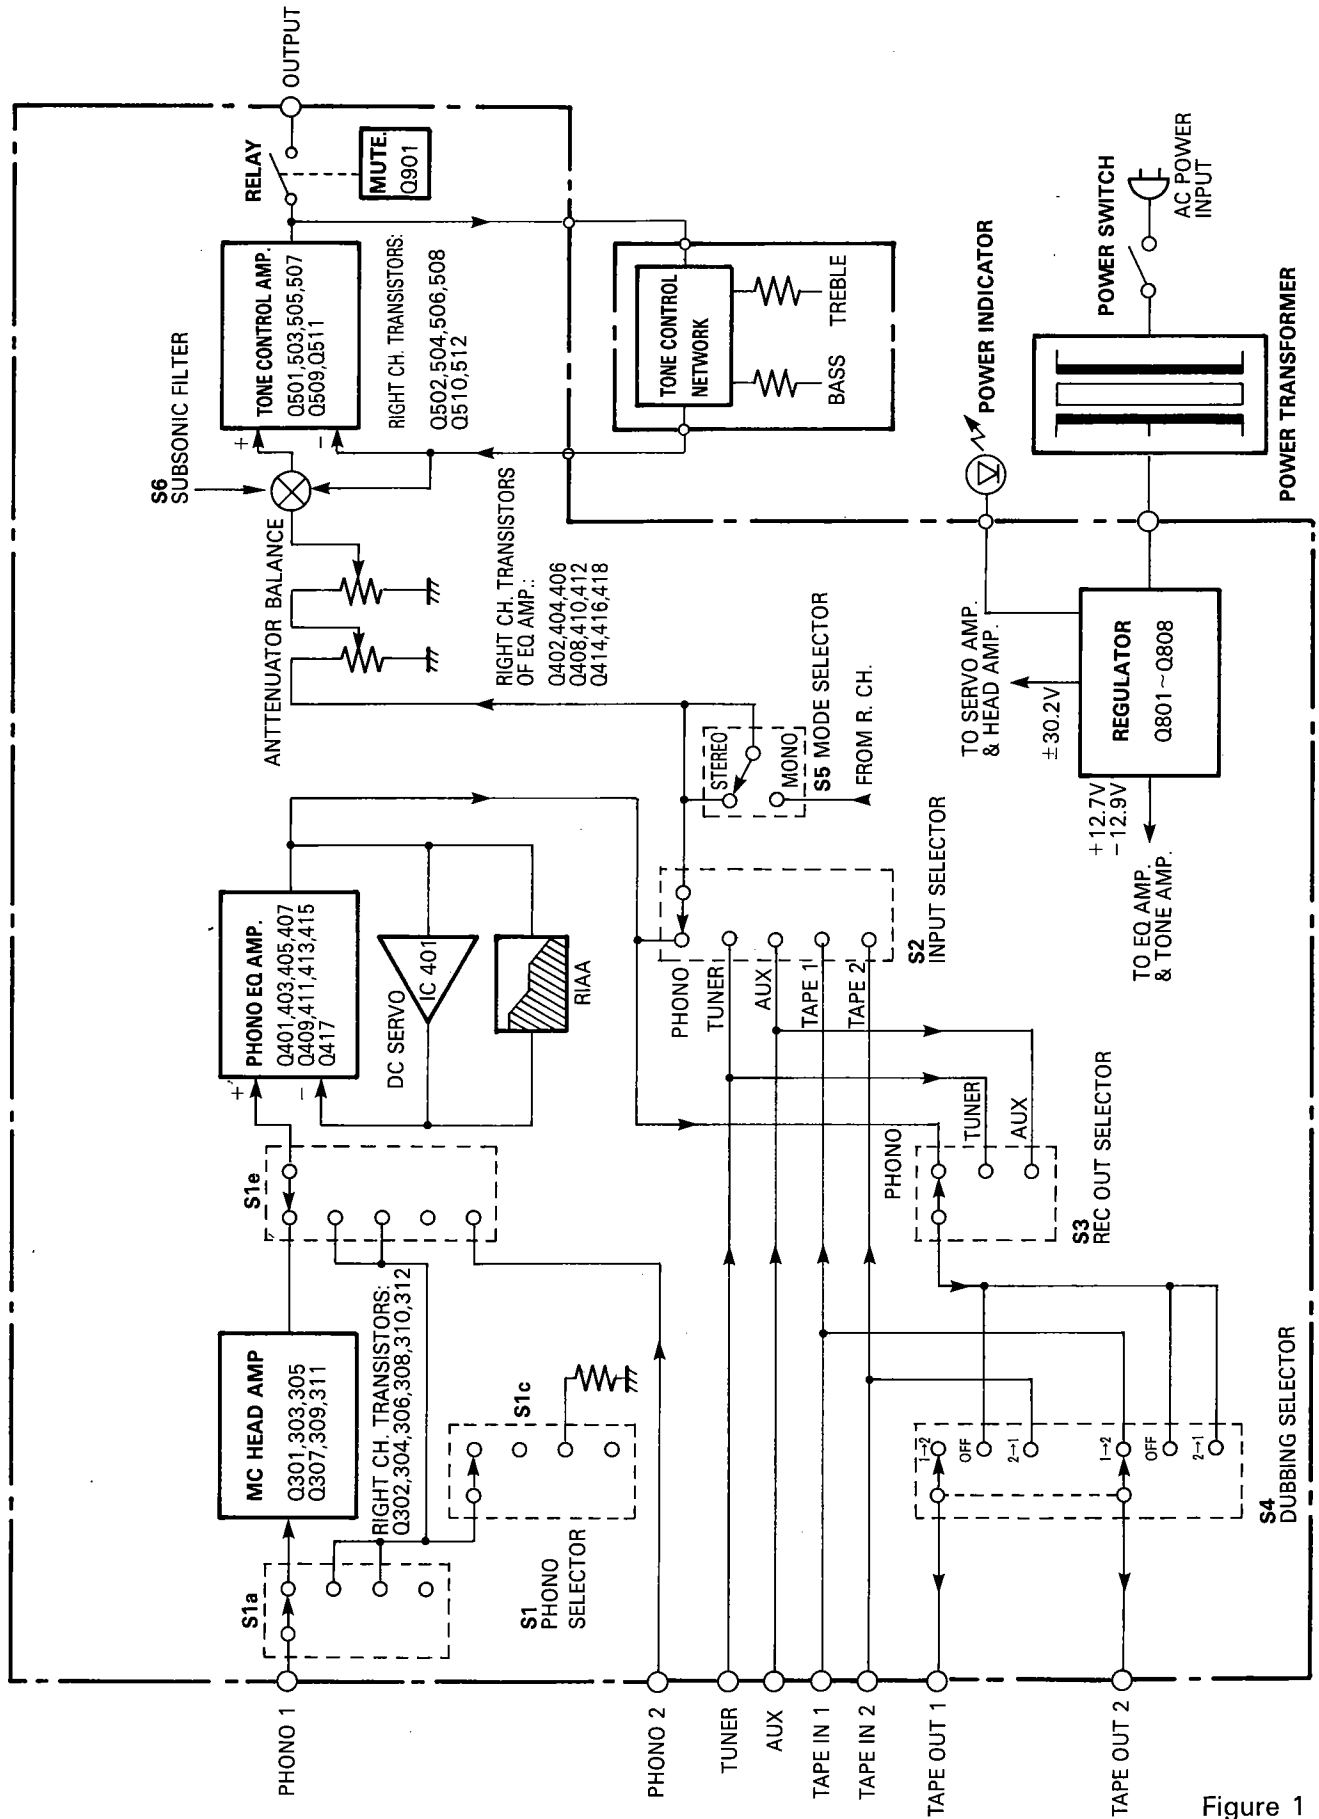 PHONO 1
PHONO 2
TUNER
AUX
TAPE IN 1
TAPE IN 2
TAPE OUT 1
TAPE OUT 2
S1a
MC HEAD AMP
Q301,303,305
Q307,309,311
RIGHT CH. TRANSISTORS:
Q302,304,306,308,310,312
S1
PHONO
SELECTOR
S1c
S1e
+
−
PHONO EQ AMP.
Q401,403,405,407
Q409,411,413,415
Q417
DC SERVO
IC 401
RIAA
PHONO
TUNER
AUX
TAPE 1
TAPE 2
S2
INPUT SELECTOR
PHONO
TUNER
AUX
S3
REC OUT SELECTOR
1→2
OFF
2→1
1→2
OFF
2→1
S4
DUBBING SELECTOR
STEREO
MONO
S5 MODE SELECTOR
FROM R. CH.
ANTTENUATOR BALANCE
RIGHT CH. TRANSISTORS
OF EQ AMP.:
Q402,404,406
Q408,410,412
Q414,416,418
S6
SUBSONIC FILTER
+
−
TONE CONTROL AMP.
Q501,503,505,507
Q509,Q511
RIGHT CH. TRANSISTORS:
Q502,504,506,508
Q510,512
RELAY
MUTE.
Q901
OUTPUT
TONE CONTROL
NETWORK
BASS
TREBLE
TO SERVO AMP.
& HEAD AMP.
±30.2V
+12.7V
−12.9V
TO EQ AMP.
& TONE AMP.
REGULATOR
Q801~Q808
POWER INDICATOR
POWER SWITCH
AC POWER
INPUT
POWER TRANSFORMER
Figure 1